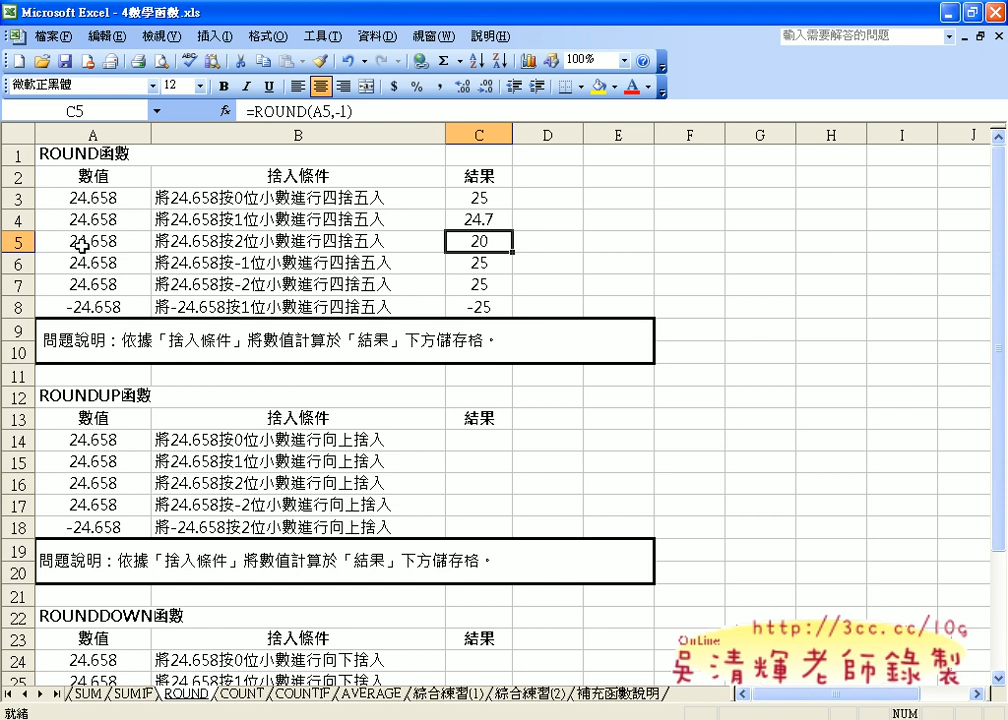 Microsoft Excel - 4數學函數.xls
檔案(F) 編輯(E) 檢視(V) 插入(I) 格式(O) 工具(T) 資料(D) 視窗(W) 說明(H) 輸入需要解答的問題
100%
微軟正黑體 12 B I U $ % ,
C5 fx =ROUND(A5,-1)
A B C D E F G H I J
1 ROUND函數
2 數值 捨入條件 結果
3 24.658 將24.658按0位小數進行四捨五入 25
4 24.658 將24.658按1位小數進行四捨五入 24.7
5 24.658 將24.658按2位小數進行四捨五入 20
6 24.658 將24.658按-1位小數進行四捨五入 25
7 24.658 將24.658按-2位小數進行四捨五入 25
8 -24.658 將-24.658按1位小數進行四捨五入 -25
9
問題說明：依據「捨入條件」將數值計算於「結果」下方儲存格。
10
11
12 ROUNDUP函數
13 數值 捨入條件 結果
14 24.658 將24.658按0位小數進行向上捨入
15 24.658 將24.658按1位小數進行向上捨入
16 24.658 將24.658按2位小數進行向上捨入
17 24.658 將24.658按-2位小數進行向上捨入
18 -24.658 將-24.658按2位小數進行向上捨入
19
問題說明：依據「捨入條件」將數值計算於「結果」下方儲存格。
20
21
22 ROUNDDOWN函數
23 數值 捨入條件 結果
24 24.658 將24.658按0位小數進行向下捨入
25 24.658 將24.658按1位小數進行向下捨入
http://3cc.cc/10g
OnLine
吳清輝老師錄製
SUM SUMIF ROUND COUNT COUNTIF AVERAGE 綜合練習(1) 綜合練習(2) 補充函數說明
就緒 NUM